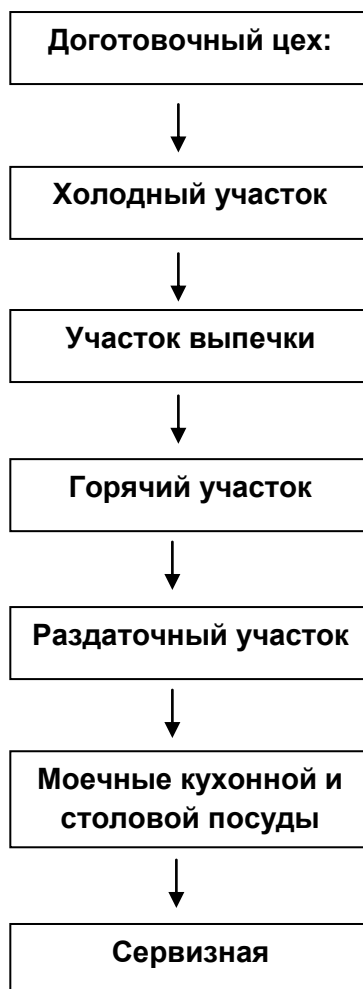 Доготовочный цех:
Холодный участок
Участок выпечки
Горячий участок
Раздаточный участок
Моечные кухонной и
столовой посуды
Сервизная